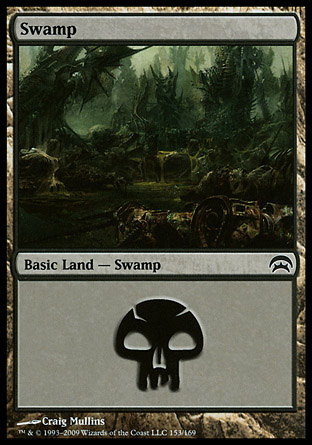 Swamp
Basic Land — Swamp
Craig Mullins
™ & © 1993–2009 Wizards of the Coast LLC 153/169